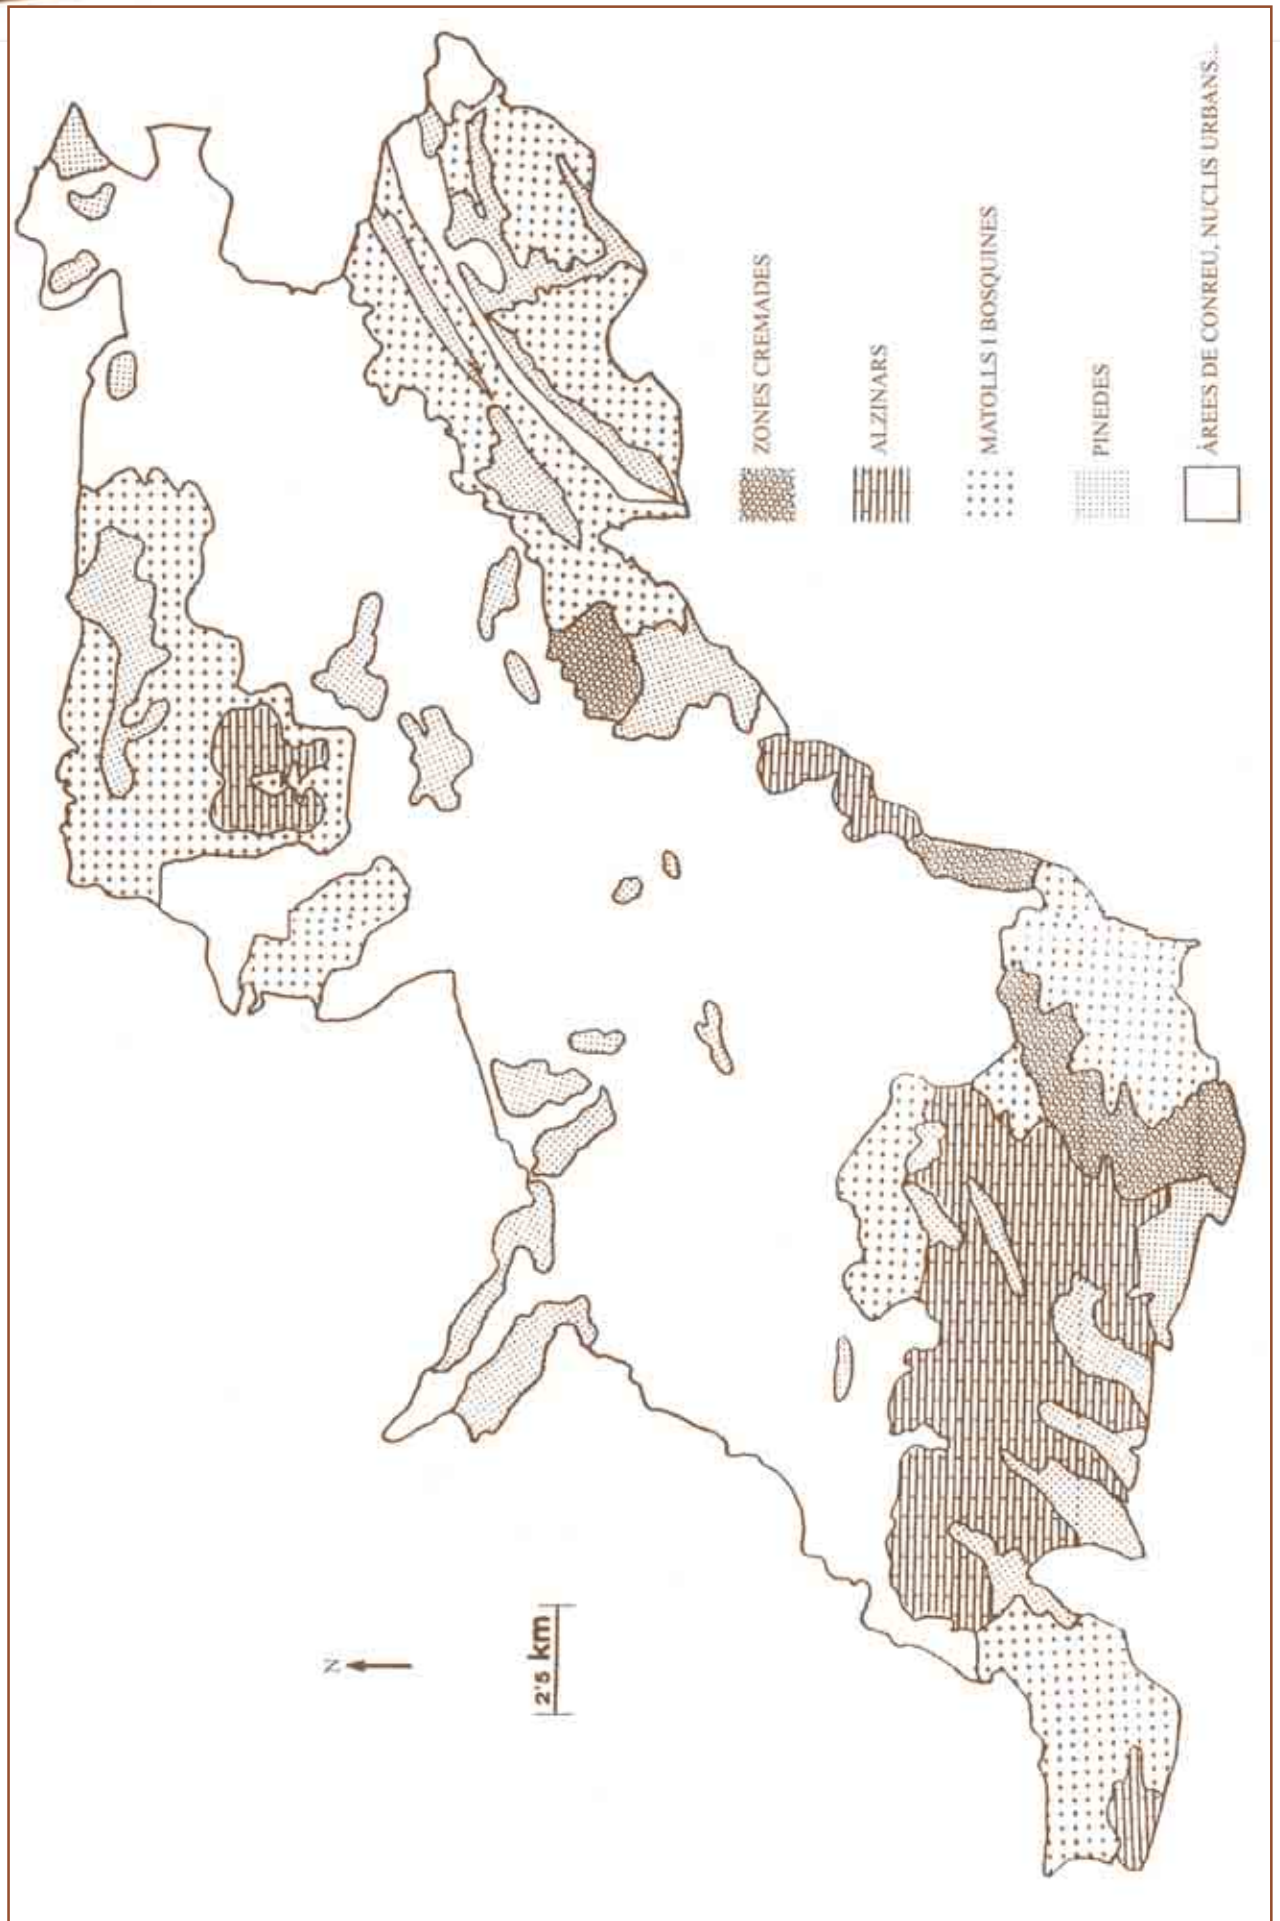 ZONES CREMADES
ALZINARS
MATOLLS I BOSQUINES
PINEDES
ÀREES DE CONREU, NUCLIS URBANS...
N
2'5 km